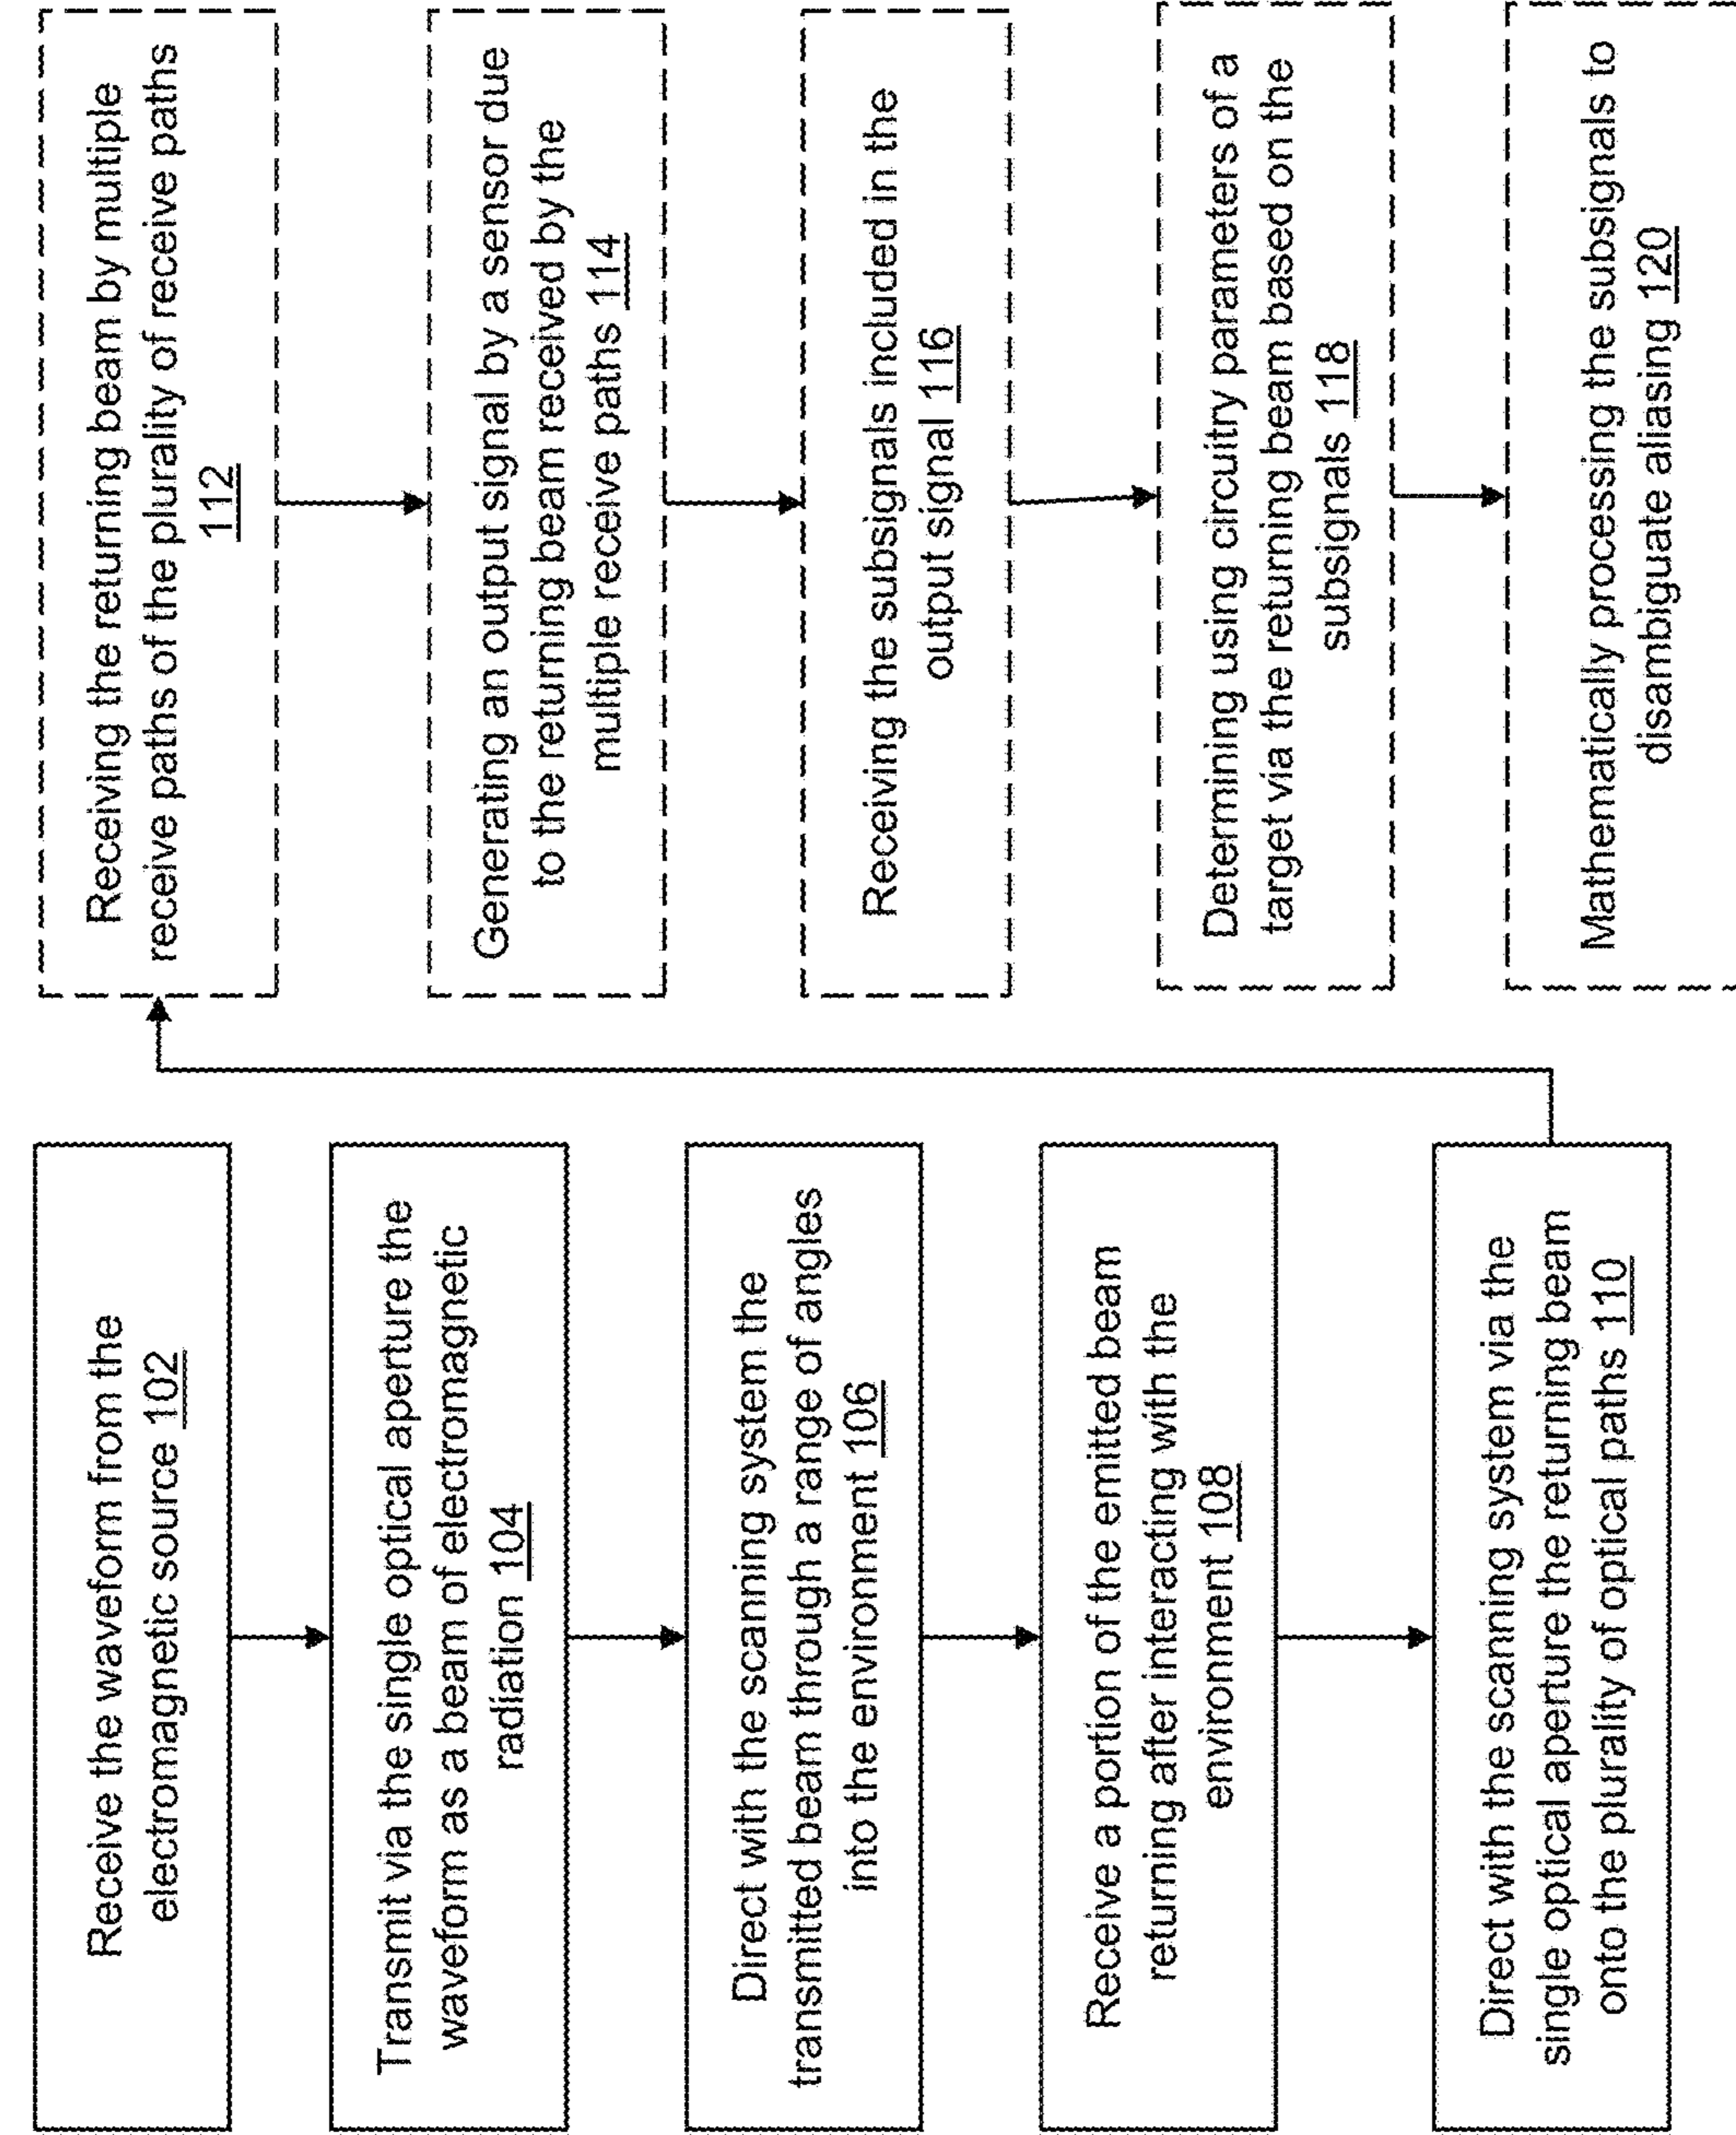 Receive the waveform from the
electromagnetic source 102
Transmit via the single optical aperture the
waveform as a beam of electromagnetic
radiation 104
Direct with the scanning system the
transmitted beam through a range of angles
into the environment 106
Receive a portion of the emitted beam
returning after interacting with the
environment 108
Direct with the scanning system via the
single optical aperture the returning beam
onto the plurality of optical paths 110
Receiving the returning beam by multiple
receive paths of the plurality of receive paths
112
Generating an output signal by a sensor due
to the returning beam received by the
multiple receive paths 114
Receiving the subsignals included in the
output signal 116
Determining using circuitry parameters of a
target via the returning beam based on the
subsignals 118
Mathematically processing the subsignals to
disambiguate aliasing 120